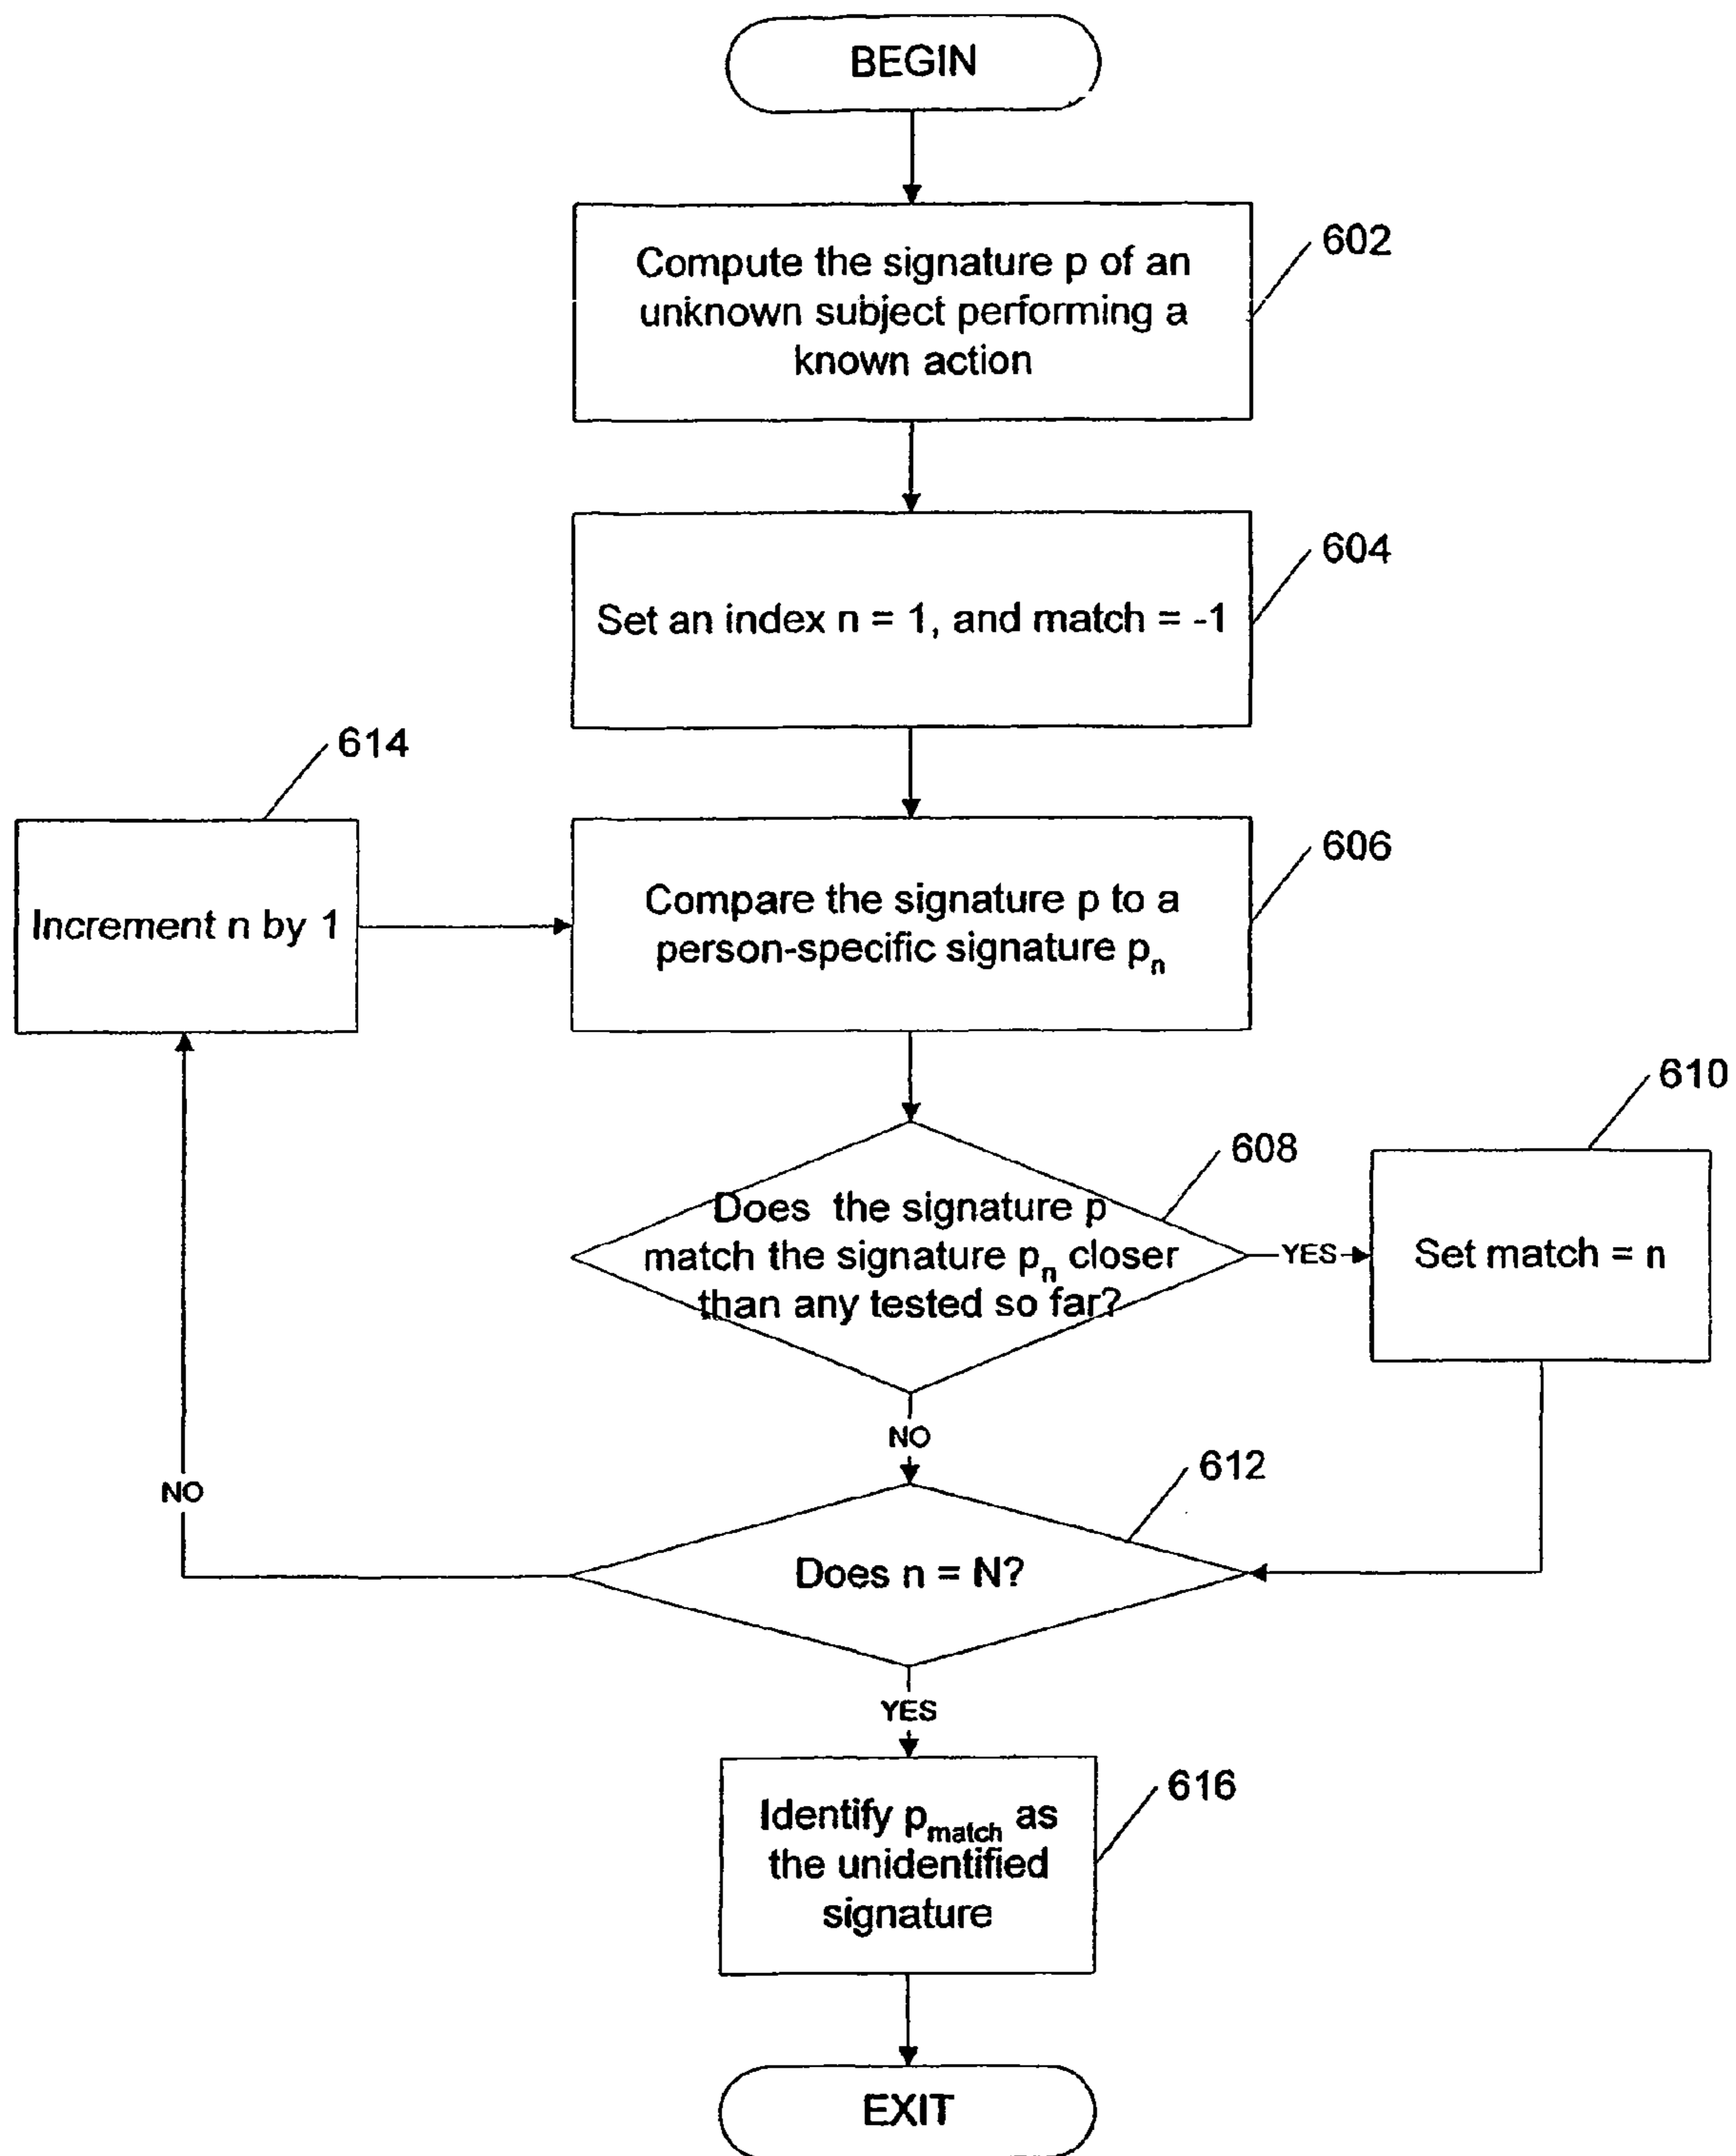 BEGIN
Compute the signature p of an
unknown subject performing a
known action
602
Set an index n = 1, and match = -1
604
614
Increment n by 1
Compare the signature p to a
person-specific signature pn
606
Does the signature p
match the signature pn closer
than any tested so far?
608
YES
610
Set match = n
NO
612
Does n = N?
NO
YES
Identify pmatch as
the unidentified
signature
616
EXIT